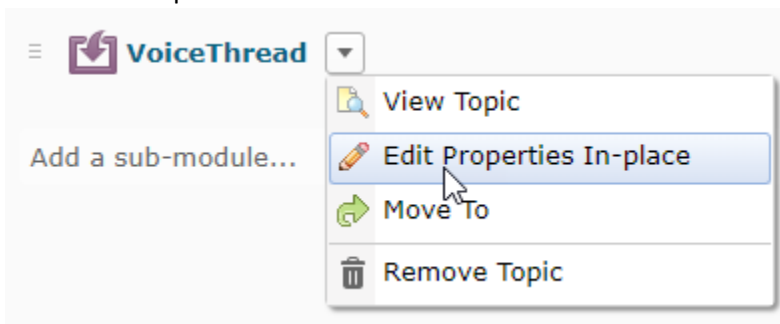 VoiceThread
View Topic
Add a sub-module...
Edit Properties In-place
Move To
Remove Topic